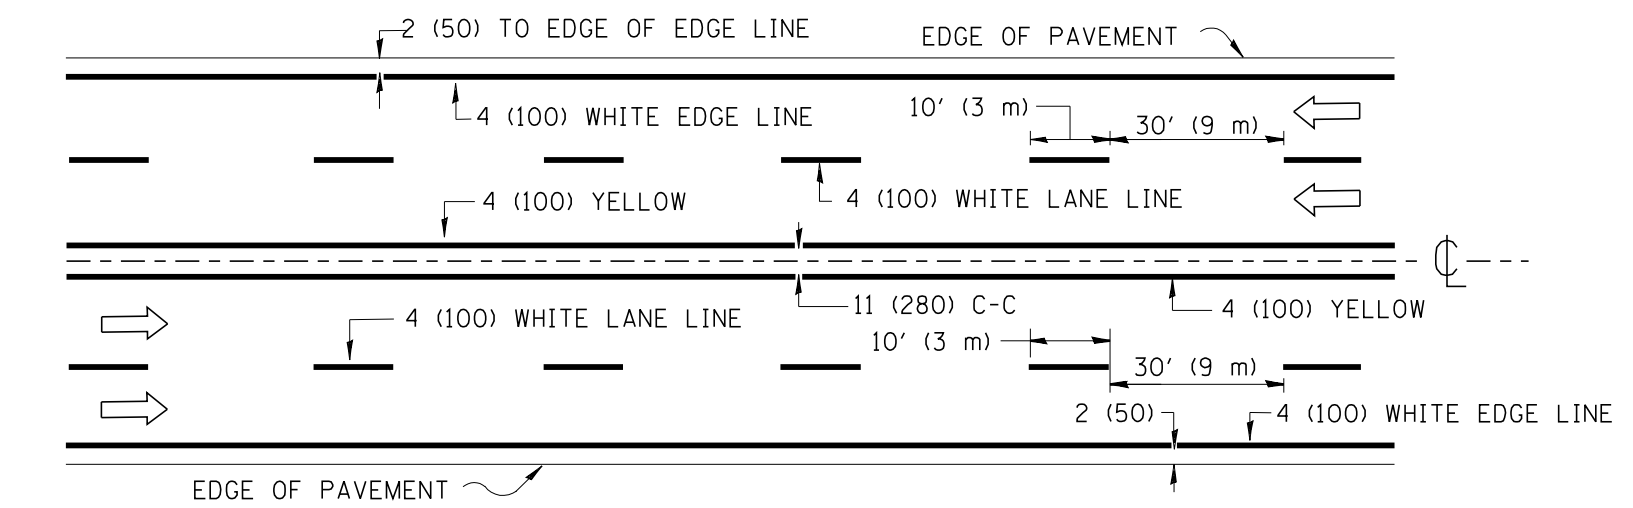 2 (50) TO EDGE OF EDGE LINE
EDGE OF PAVEMENT
4 (100) WHITE EDGE LINE
10' (3 m)
30' (9 m)
4 (100) YELLOW
4 (100) WHITE LANE LINE
CL
11 (280) C-C
4 (100) YELLOW
4 (100) WHITE LANE LINE
10' (3 m)
30' (9 m)
2 (50)
4 (100) WHITE EDGE LINE
EDGE OF PAVEMENT